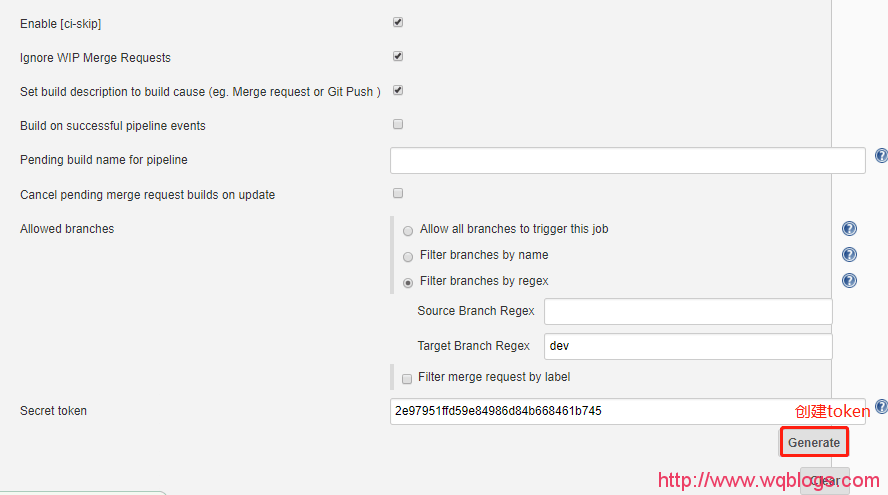 Enable [ci-skip]
Ignore WIP Merge Requests
Set build description to build cause (eg. Merge request or Git Push )
Build on successful pipeline events
Pending build name for pipeline
Cancel pending merge request builds on update
Allowed branches
Allow all branches to trigger this job
Filter branches by name
Filter branches by regex
Source Branch Regex
Target Branch Regex dev
Filter merge request by label
Secret token 2e97951ffd59e84986d84b668461b745 创建token
Generate
Clear
http://www.wqblogs.com